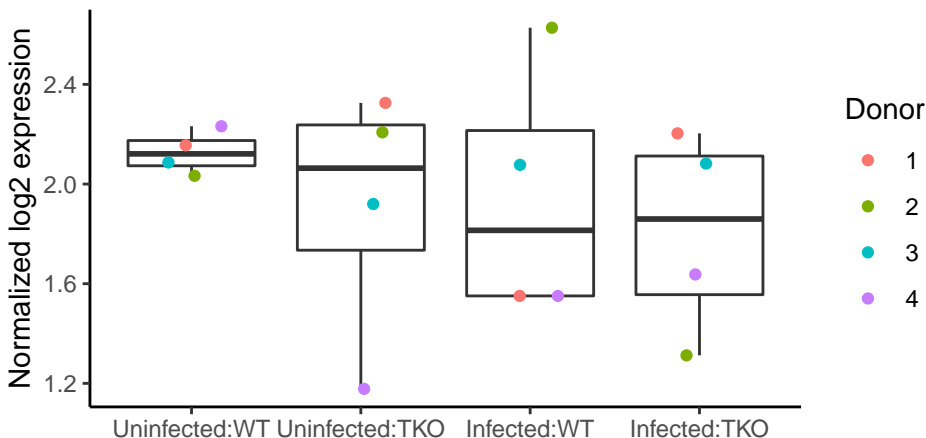 Normalized log2 expression
2.4
2.0
1.6
1.2
Uninfected:WT Uninfected:TKO Infected:WT Infected:TKO
Donor
1
2
3
4